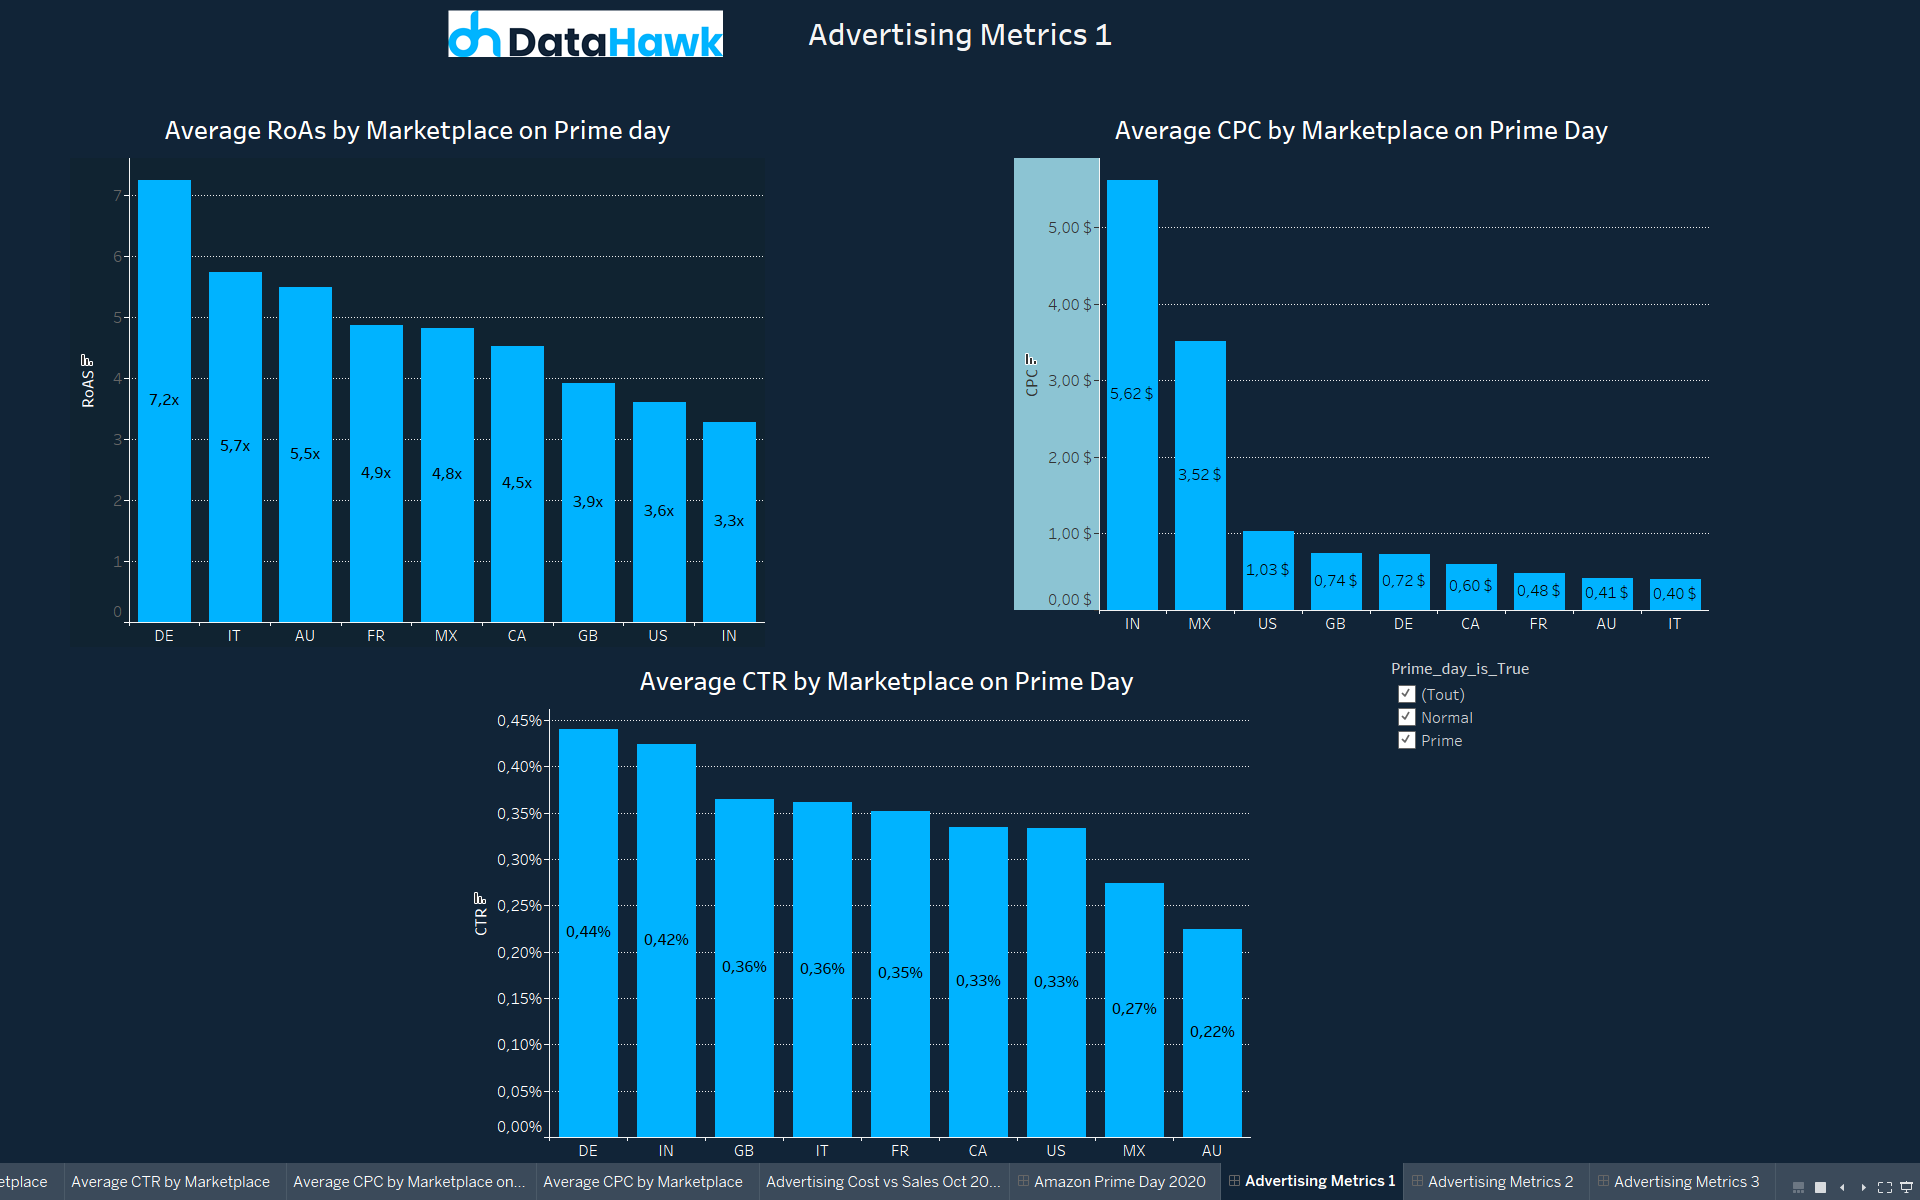 DataHawk
Advertising Metrics 1
Average RoAs by Marketplace on Prime day
RoAS
7
6
5
4
3
2
1
0
7,2x
5,7x
5,5x
4,9x
4,8x
4,5x
3,9x
3,6x
3,3x
DE IT AU FR MX CA GB US IN
Average CPC by Marketplace on Prime Day
CPC
5,00 $
4,00 $
3,00 $
2,00 $
1,00 $
0,00 $
5,62 $
3,52 $
1,03 $
0,74 $
0,72 $
0,60 $
0,48 $
0,41 $
0,40 $
IN MX US GB DE CA FR AU IT
Average CTR by Marketplace on Prime Day
CTR
0,45%
0,40%
0,35%
0,30%
0,25%
0,20%
0,15%
0,10%
0,05%
0,00%
0,44%
0,42%
0,36%
0,36%
0,35%
0,33%
0,33%
0,27%
0,22%
DE IN GB IT FR CA US MX AU
Prime_day_is_True
(Tout)
Normal
Prime
etplace
Average CTR by Marketplace
Average CPC by Marketplace on...
Average CPC by Marketplace
Advertising Cost vs Sales Oct 20...
Amazon Prime Day 2020
Advertising Metrics 1
Advertising Metrics 2
Advertising Metrics 3